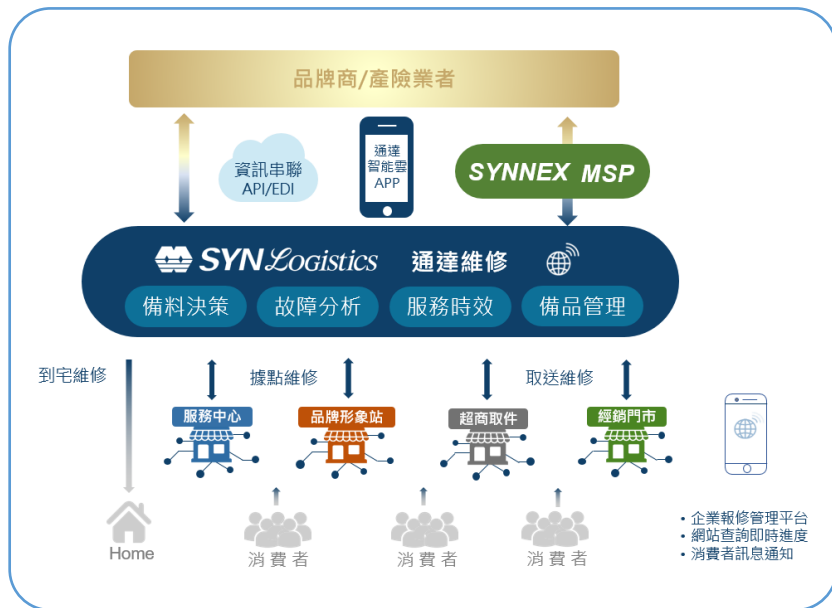 品牌商/產險業者
資訊串聯
API/EDI
通達
智能雲
APP
SYNNEX MSP
SYN Logistics 通達維修
備料決策 故障分析 服務時效 備品管理
到宅維修 據點維修 取送維修
服務中心 品牌形象站 超商取件 經銷門市
Home
消費者 消費者 消費者
• 企業報修管理平台
• 網站查詢即時進度
• 消費者訊息通知